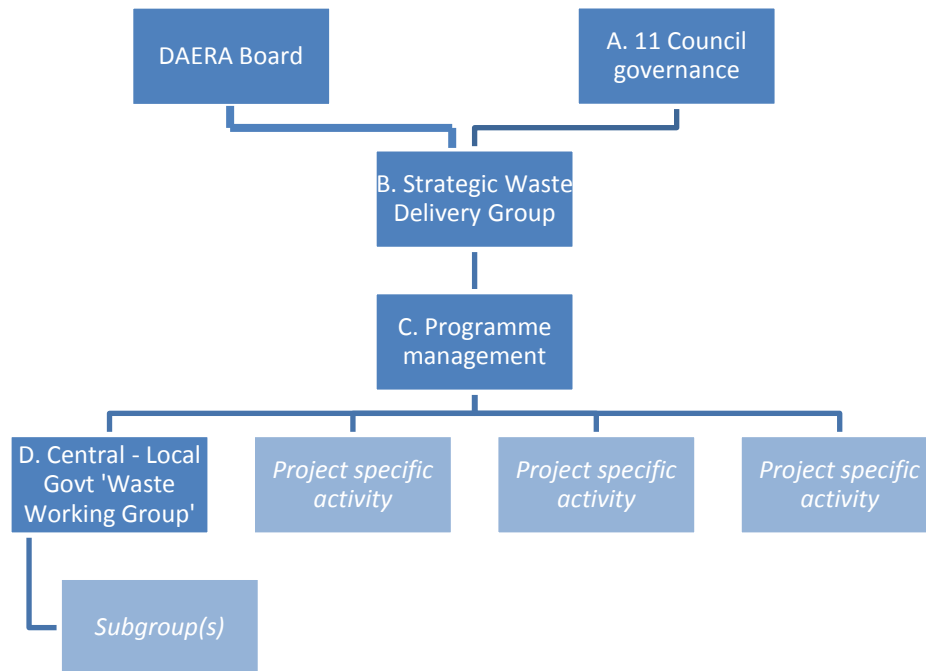 DAERA Board
A. 11 Council
governance
B. Strategic Waste
Delivery Group
C. Programme
management
D. Central - Local
Govt 'Waste
Working Group'
Project specific
activity
Project specific
activity
Project specific
activity
Subgroup(s)